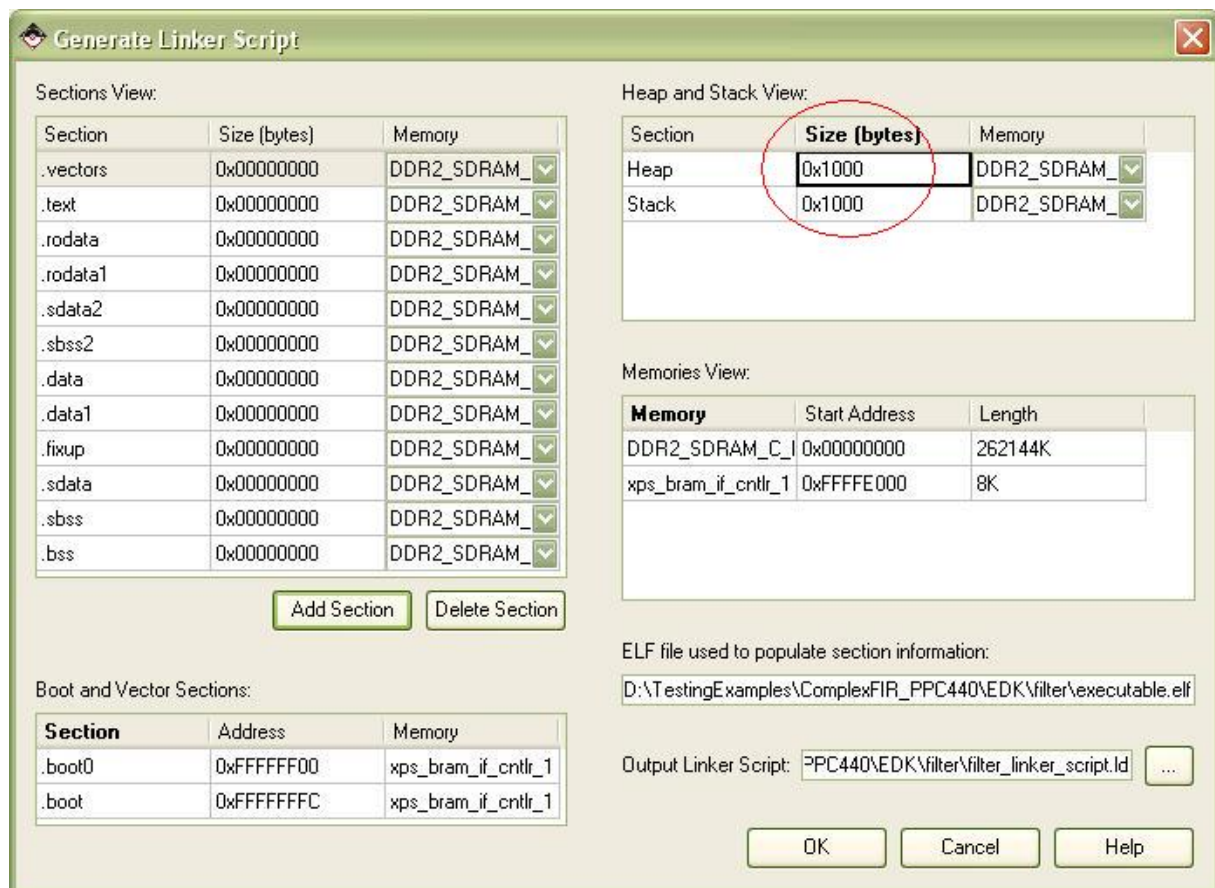 Generate Linker Script
Sections View:
Section Size (bytes) Memory
.vectors 0x00000000 DDR2_SDRAM_
.text 0x00000000 DDR2_SDRAM_
.rodata 0x00000000 DDR2_SDRAM_
.rodata1 0x00000000 DDR2_SDRAM_
.sdata2 0x00000000 DDR2_SDRAM_
.sbss2 0x00000000 DDR2_SDRAM_
.data 0x00000000 DDR2_SDRAM_
.data1 0x00000000 DDR2_SDRAM_
.fixup 0x00000000 DDR2_SDRAM_
.sdata 0x00000000 DDR2_SDRAM_
.sbss 0x00000000 DDR2_SDRAM_
.bss 0x00000000 DDR2_SDRAM_
Add Section Delete Section
Boot and Vector Sections:
Section Address Memory
.boot0 0xFFFFFF00 xps_bram_if_cntlr_1
.boot 0xFFFFFFFC xps_bram_if_cntlr_1
Heap and Stack View:
Section Size (bytes) Memory
Heap 0x1000 DDR2_SDRAM_
Stack 0x1000 DDR2_SDRAM_
Memories View:
Memory Start Address Length
DDR2_SDRAM_C_ 0x00000000 262144K
xps_bram_if_cntlr_1 0xFFFFE000 8K
ELF file used to populate section information:
D:\TestingExamples\ComplexFIR_PPC440\EDK\filter\executable.elf
Output Linker Script: PPC440\EDK\filter\filter_linker_script.ld ...
OK Cancel Help